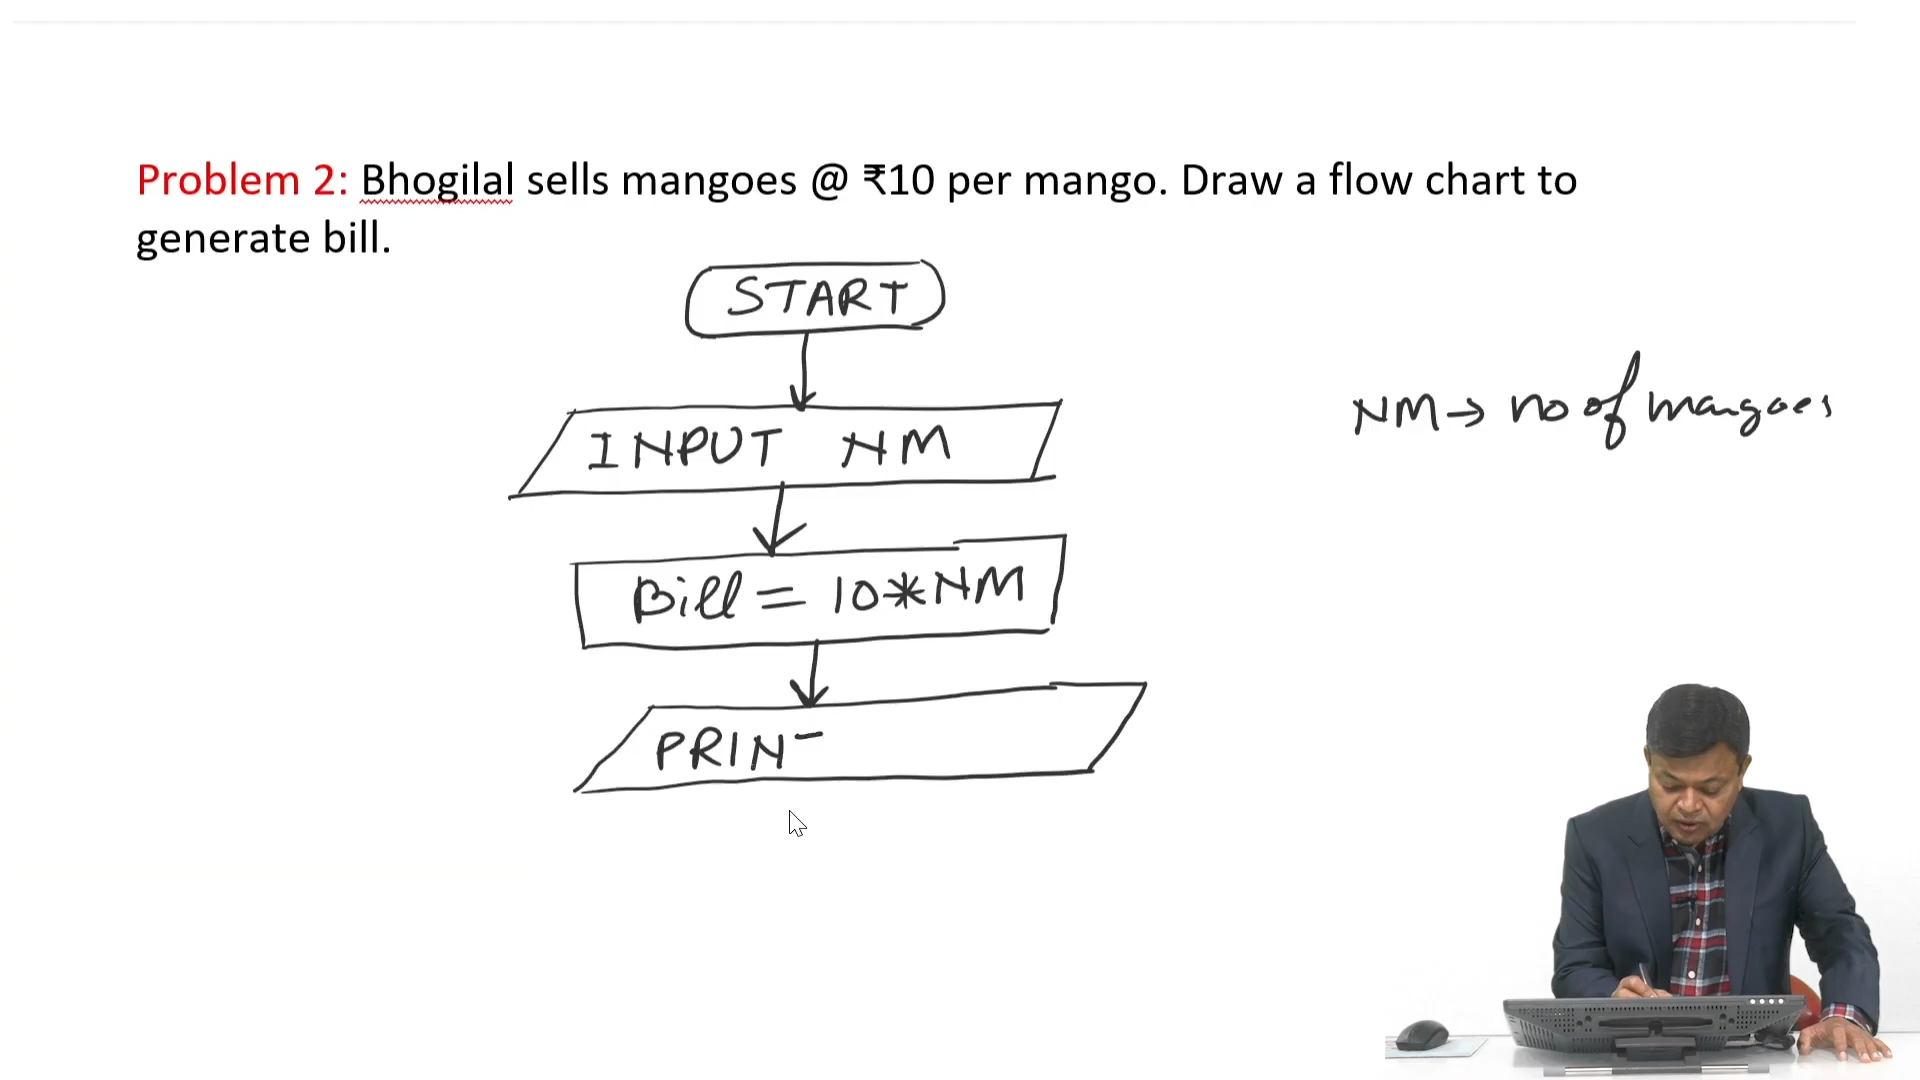 Problem 2: Bhogilal sells mangoes @ ₹10 per mango. Draw a flow chart to
generate bill.
START
INPUT NM
NM → no of mangoes
Bill = 10*NM
PRIN-